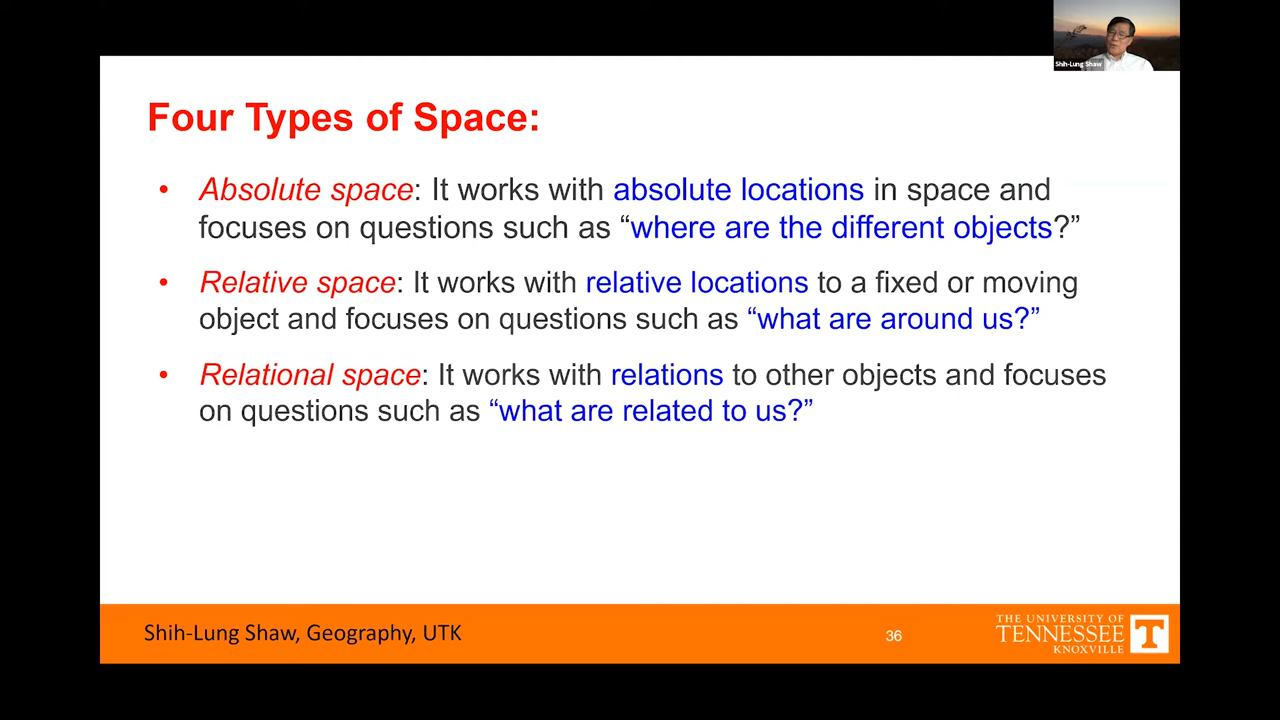 Shih-Lung Shaw
Four Types of Space:
• Absolute space: It works with absolute locations in space and
focuses on questions such as “where are the different objects?”
• Relative space: It works with relative locations to a fixed or moving
object and focuses on questions such as “what are around us?”
• Relational space: It works with relations to other objects and focuses
on questions such as “what are related to us?”
Shih-Lung Shaw, Geography, UTK
36
THE UNIVERSITY OF
TENNESSEE
KNOXVILLE
T